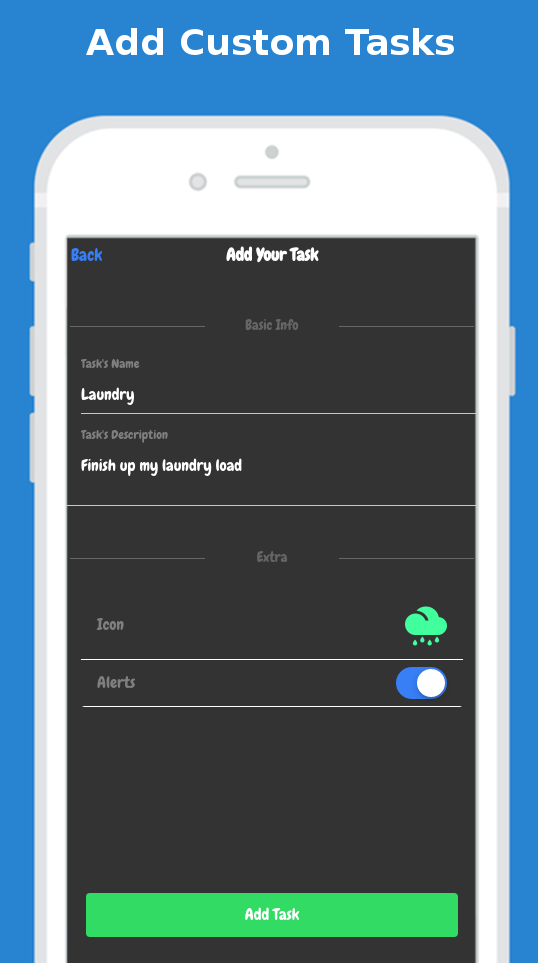 Add Custom Tasks
Back
Add Your Task
Basic Info
Task's Name
Laundry
Task's Description
Finish up my laundry load
Extra
Icon
Alerts
Add Task